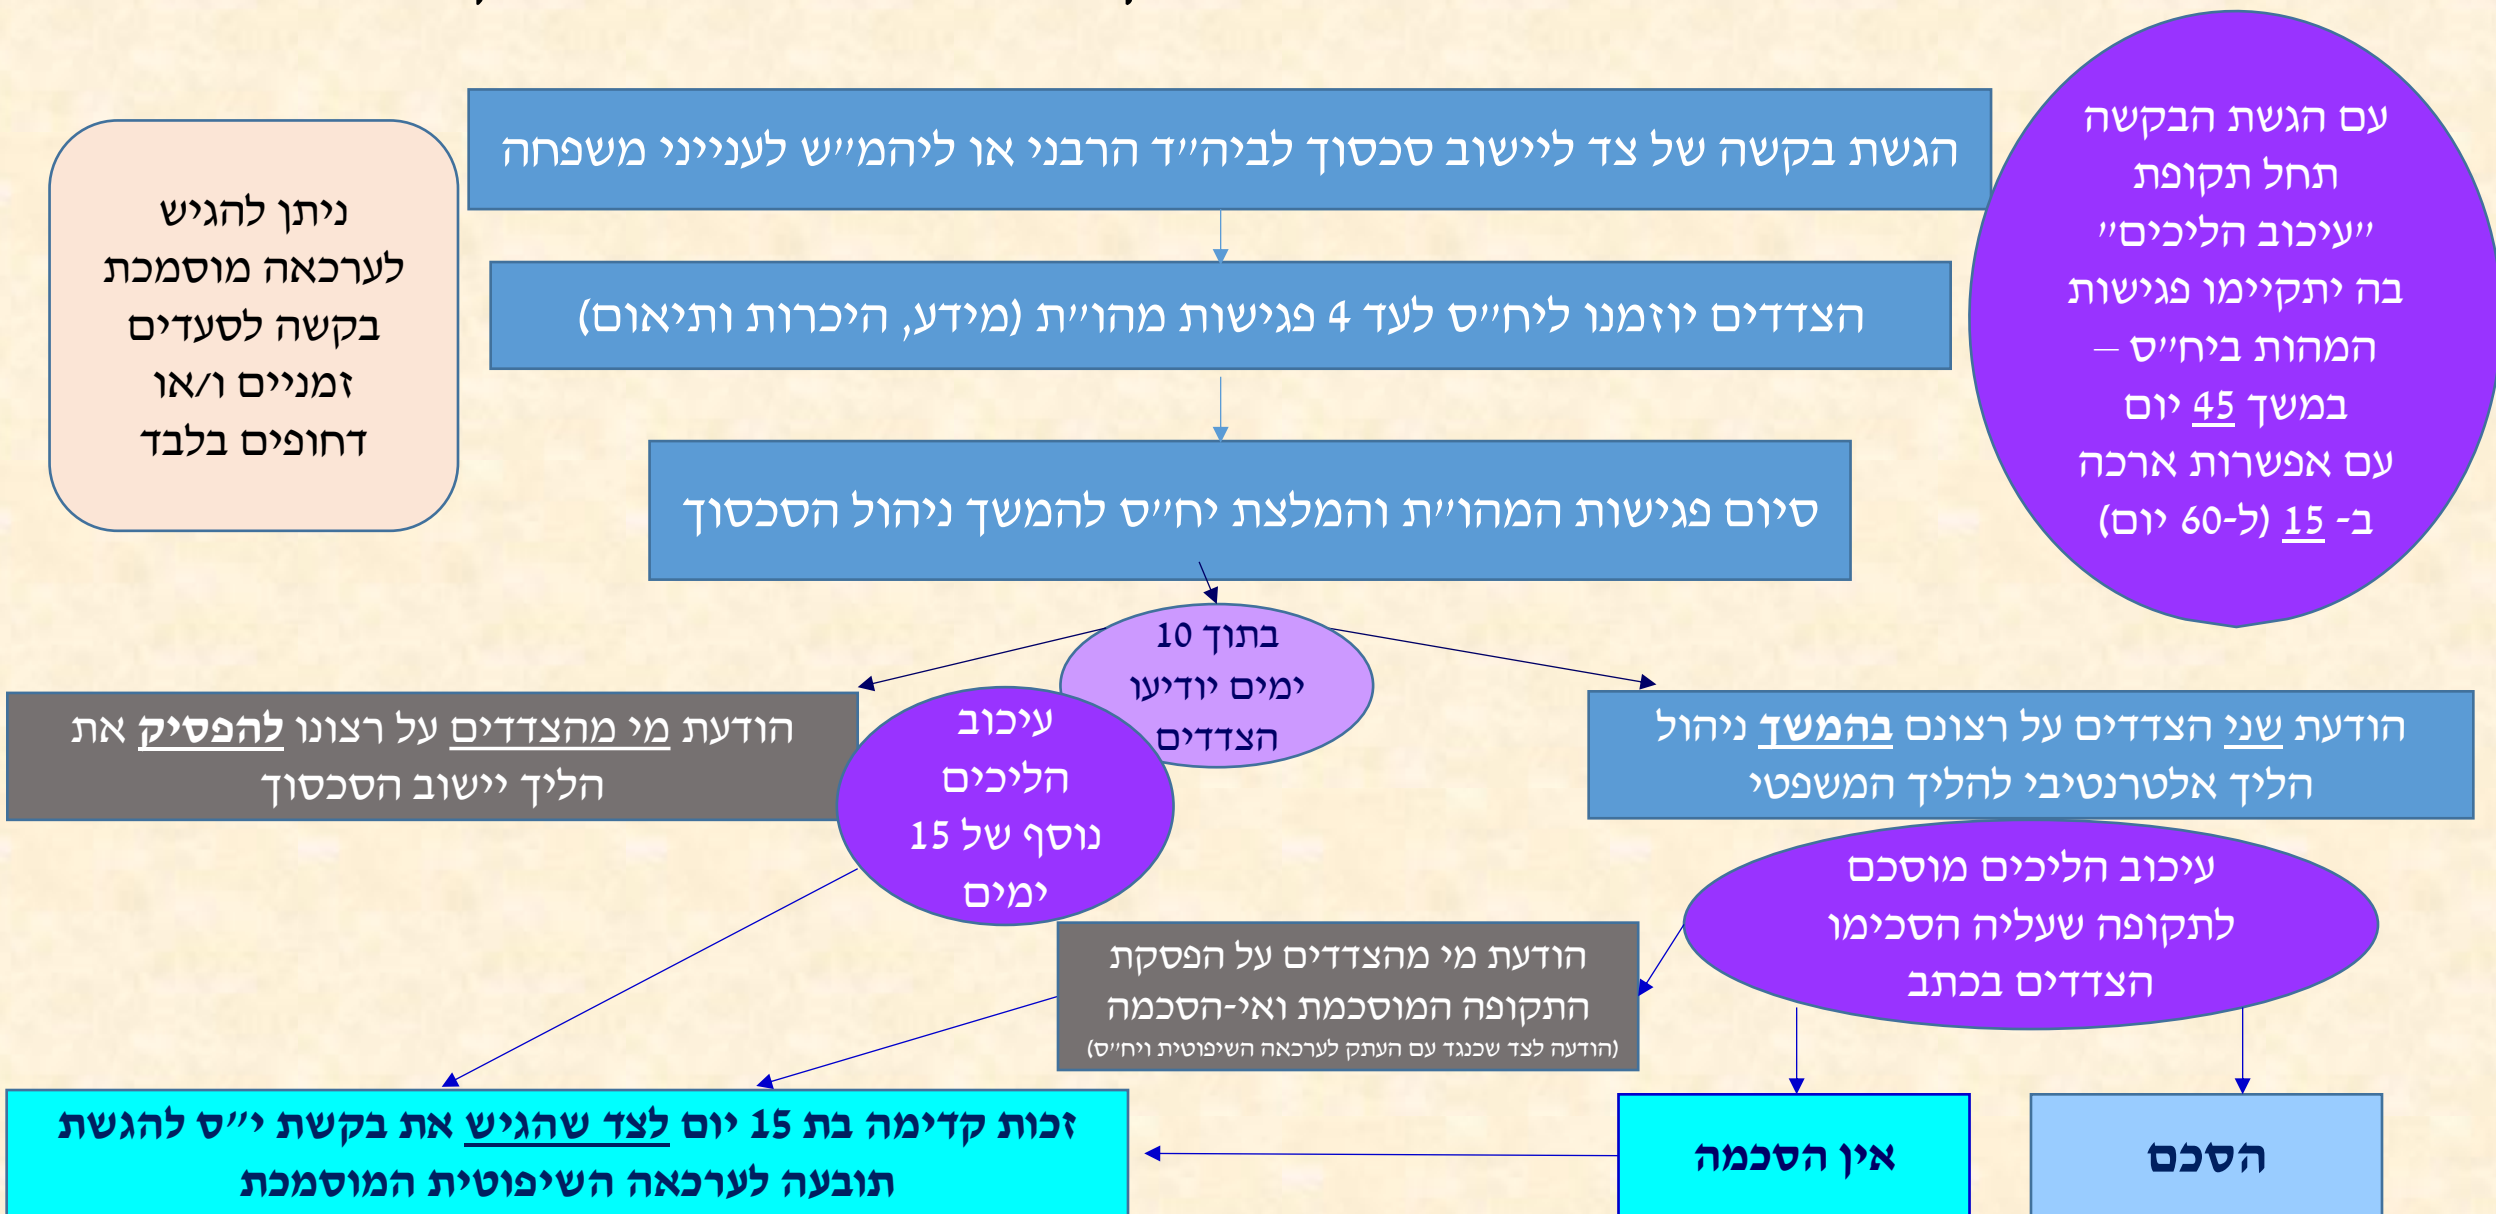 הגשת בקשה של צד ליישוב סכסוך לביה״ד הרבני או ליהמ״ש לענייני משפחה
עם הגשת הבקשה
תחל תקופת
״עיכוב הליכים״
בה יתקיימו פגישות
המהות ביח״ס –
במשך 45 יום
עם אפשרות ארכה
ב- 15 (ל-60 יום)
ניתן להגיש
לערכאה מוסמכת
בקשה לסעדים
זמניים ו/או
דחופים בלבד
הצדדים יוזמנו ליח״ס לעד 4 פגישות מהו״ת (מידע, היכרות ותיאום)
סיום פגישות המהו״ת והמלצת יח״ס להמשך ניהול הסכסוך
בתוך 10
ימים יודיעו
הצדדים
הודעת שני הצדדים על רצונם בהמשך ניהול
הליך אלטרנטיבי להליך המשפטי
הודעת מי מהצדדים על רצונו להפסיק את
הליך יישוב הסכסוך
עיכוב
הליכים
נוסף של 15
ימים
עיכוב הליכים מוסכם
לתקופה שעליה הסכימו
הצדדים בכתב
הודעת מי מהצדדים על הפסקת
התקופה המוסכמת ואי-הסכמה
(הודעה לצד שכנגד עם העתק לערכאה השיפוטית ויח״ס)
הסכם
אין הסכמה
זכות קדימה בת 15 יום לצד שהגיש את בקשת י״ס להגשת
תובעה לערכאה השיפוטית המוסמכת